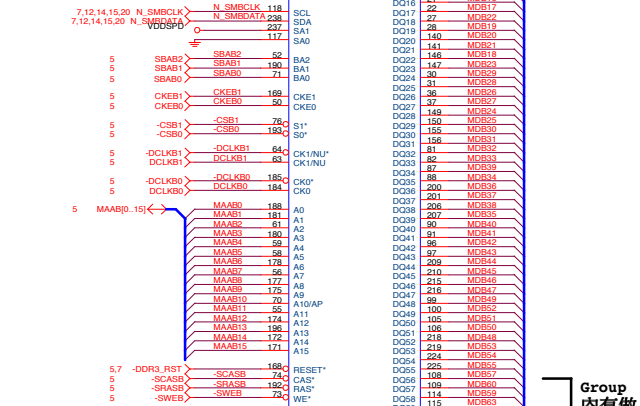 7,12,14,15,20 N_SMBCLK N_SMBCLK 118 SCL
7,12,14,15,20 N_SMBDATA N_SMBDATA 238 SDA
VDDSPD 237 SA1
117 SA0
5 SBAB2 SBAB2 52 BA2
5 SBAB1 SBAB1 190 BA1
5 SBAB0 SBAB0 71 BA0
5 CKEB1 CKEB1 169 CKE1
5 CKEB0 CKEB0 50 CKE0
5 -CSB1 -CSB1 76 S1*
5 -CSB0 -CSB0 193 S0*
5 -DCLKB1 -DCLKB1 64 CK1/NU*
5 DCLKB1 DCLKB1 63 CK1/NU
5 -DCLKB0 -DCLKB0 185 CK0*
5 DCLKB0 DCLKB0 184 CK0
5 MAAB[0..15] MAAB0 188 A0
MAAB1 181 A1
MAAB2 61 A2
MAAB3 180 A3
MAAB4 59 A4
MAAB5 58 A5
MAAB6 178 A6
MAAB7 56 A7
MAAB8 177 A8
MAAB9 175 A9
MAAB10 70 A10/AP
MAAB11 55 A11
MAAB12 174 A12
MAAB13 196 A13
MAAB14 172 A14
MAAB15 171 A15
5,7 -DDR3_RST 168 RESET*
5 -SCASB -SCASB 74 CAS*
5 -SRASB -SRASB 192 RAS*
5 -SWEB -SWEB 73 WE*
DQ16
DQ17 22 MDB17
DQ18 27 MDB22
DQ19 28 MDB19
DQ20 140 MDB20
DQ21 141 MDB21
DQ22 146 MDB18
DQ23 147 MDB23
DQ24 30 MDB29
DQ25 31 MDB28
DQ26 36 MDB26
DQ27 37 MDB27
DQ28 149 MDB24
DQ29 150 MDB25
DQ30 155 MDB30
DQ31 156 MDB31
DQ32 81 MDB32
DQ33 82 MDB33
DQ34 87 MDB39
DQ35 88 MDB34
DQ36 200 MDB36
DQ37 201 MDB37
DQ38 206 MDB38
DQ39 207 MDB35
DQ40 90 MDB40
DQ41 91 MDB41
DQ42 96 MDB42
DQ43 97 MDB43
DQ44 209 MDB44
DQ45 210 MDB45
DQ46 215 MDB46
DQ47 216 MDB47
DQ48 99 MDB48
DQ49 100 MDB52
DQ50 105 MDB51
DQ51 106 MDB50
DQ52 218
DQ53 219 MDB53
DQ54 224 MDB54
DQ55 225 MDB55
DQ56 108 MDB57
DQ57 109 MDB60
DQ58 114 MDB59
115 MDB63
Group
内有做